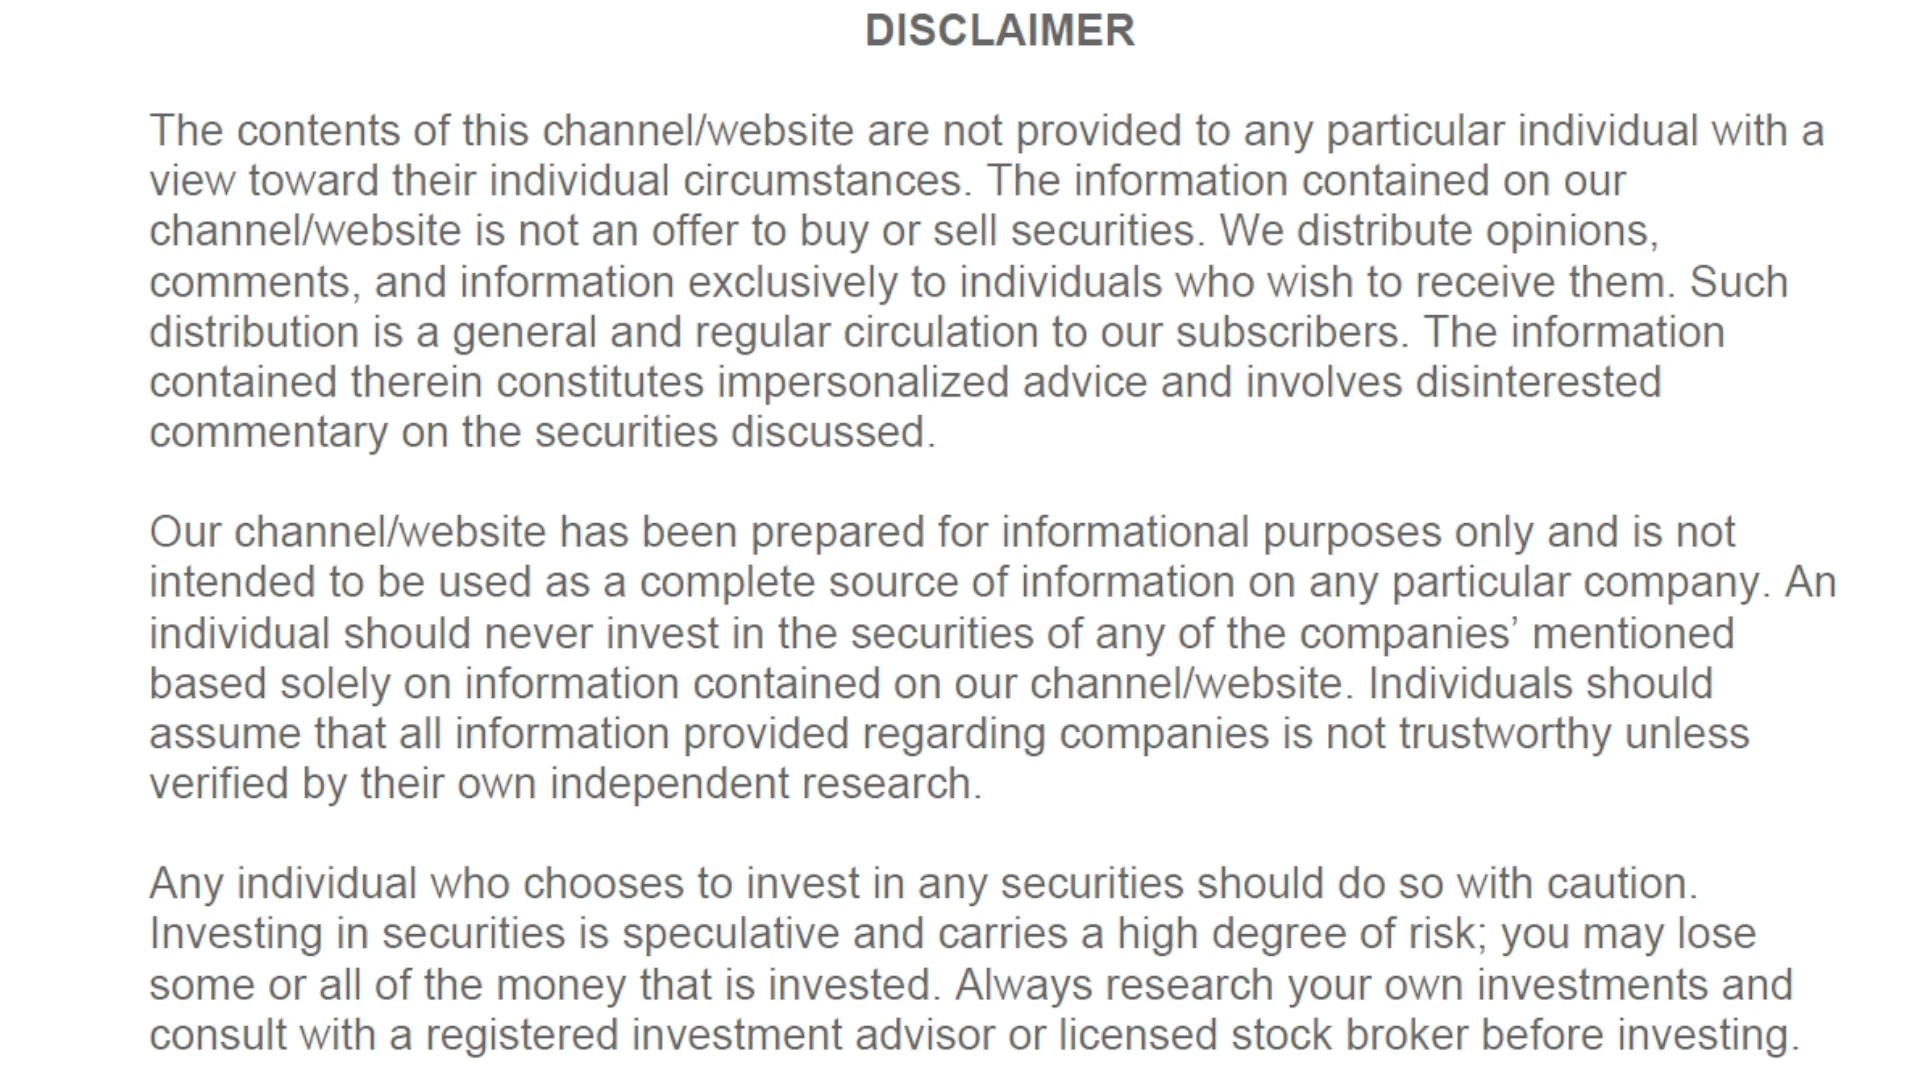 DISCLAIMER
The contents of this channel/website are not provided to any particular individual with a
view toward their individual circumstances. The information contained on our
channel/website is not an offer to buy or sell securities. We distribute opinions,
comments, and information exclusively to individuals who wish to receive them. Such
distribution is a general and regular circulation to our subscribers. The information
contained therein constitutes impersonalized advice and involves disinterested
commentary on the securities discussed.
Our channel/website has been prepared for informational purposes only and is not
intended to be used as a complete source of information on any particular company. An
individual should never invest in the securities of any of the companies’ mentioned
based solely on information contained on our channel/website. Individuals should
assume that all information provided regarding companies is not trustworthy unless
verified by their own independent research.
Any individual who chooses to invest in any securities should do so with caution.
Investing in securities is speculative and carries a high degree of risk; you may lose
some or all of the money that is invested. Always research your own investments and
consult with a registered investment advisor or licensed stock broker before investing.